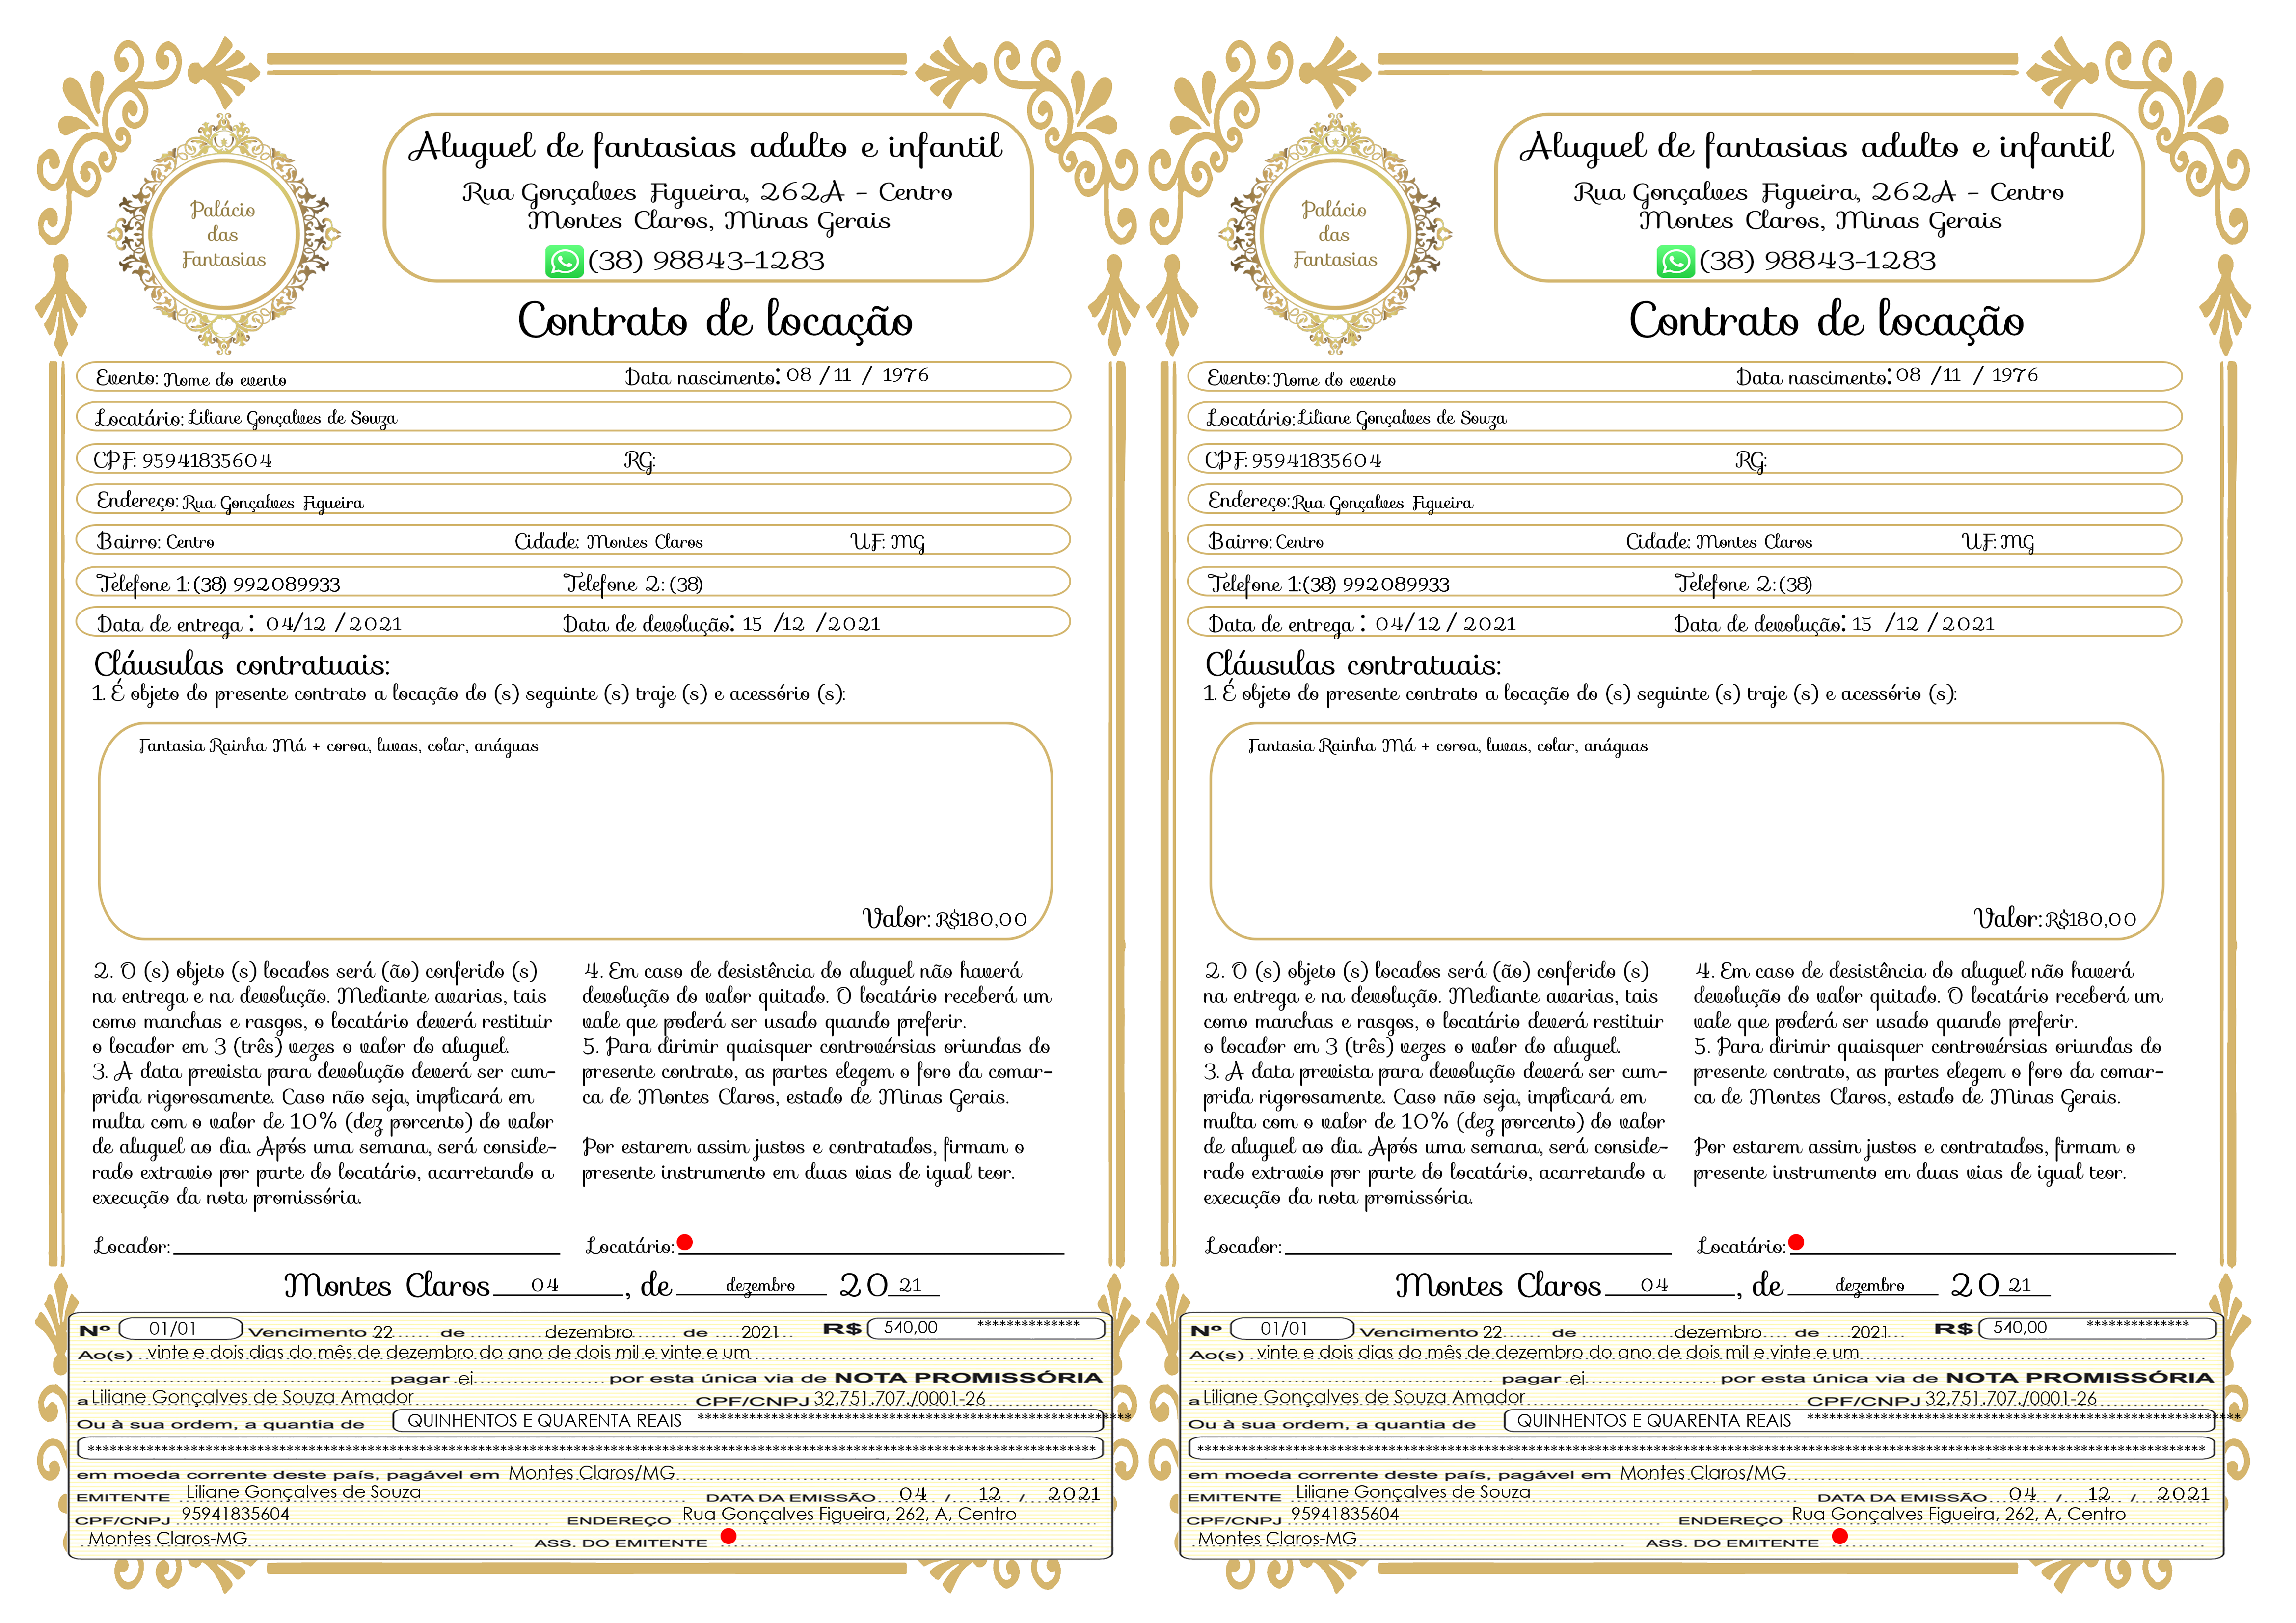 Palácio
das
Fantasias
Aluguel de fantasias adulto e infantil
Rua Gonçalves Figueira, 262A - Centro
Montes Claros, Minas Gerais
(38) 98843-1283
Contrato de locação
Evento: Nome do evento Data nascimento: 08 / 11 / 1976
Locatário: Liliane Gonçalves de Souza
CPF: 95941835604 RG:
Endereço: Rua Gonçalves Figueira
Bairro: Centro Cidade: Montes Claros UF: MG
Telefone 1: (38) 992089933 Telefone 2: (38)
Data de entrega : 04/12 / 2021 Data de devolução: 15 /12 /2021
Cláusulas contratuais:
1. É objeto do presente contrato a locação do (s) seguinte (s) traje (s) e acessório (s):
Fantasia Rainha Má + coroa, luvas, colar, anáguas
Valor: R$180,00
2. O (s) objeto (s) locados será (ão) conferido (s)
na entrega e na devolução. Mediante avarias, tais
como manchas e rasgos, o locatário deverá restituir
o locador em 3 (três) vezes o valor do aluguel.
3. A data prevista para devolução deverá ser cum-
prida rigorosamente. Caso não seja, implicará em
multa com o valor de 10% (dez porcento) do valor
de aluguel ao dia. Após uma semana, será conside-
rado extravio por parte do locatário, acarretando a
execução da nota promissória.
4. Em caso de desistência do aluguel não haverá
devolução do valor quitado. O locatário receberá um
vale que poderá ser usado quando preferir.
5. Para dirimir quaisquer controvérsias oriundas do
presente contrato, as partes elegem o foro da comar-
ca de Montes Claros, estado de Minas Gerais.
Por estarem assim justos e contratados, firmam o
presente instrumento em duas vias de igual teor.
Locador: Locatário:
Montes Claros 04, de dezembro 20 21
Nº 01/01 Vencimento 22 de dezembro de 2021 R$ 540,00 **************
Ao(s) vinte e dois dias do mês de dezembro do ano de dois mil e vinte e um
pagar ei por esta única via de NOTA PROMISSÓRIA
a Liliane Gonçalves de Souza Amador CPF/CNPJ 32.751.707./0001-26
Ou à sua ordem, a quantia de QUINHENTOS E QUARENTA REAIS
em moeda corrente deste país, pagável em Montes Claros/MG
EMITENTE Liliane Gonçalves de Souza DATA DA EMISSÃO 04 / 12 / 2021
CPF/CNPJ 95941835604 ENDEREÇO Rua Gonçalves Figueira, 262, A, Centro
Montes Claros-MG ASS. DO EMITENTE
Palácio
das
Fantasias
Aluguel de fantasias adulto e infantil
Rua Gonçalves Figueira, 262A - Centro
Montes Claros, Minas Gerais
(38) 98843-1283
Contrato de locação
Evento: Nome do evento Data nascimento: 08 / 11 / 1976
Locatário: Liliane Gonçalves de Souza
CPF: 95941835604 RG:
Endereço: Rua Gonçalves Figueira
Bairro: Centro Cidade: Montes Claros UF: MG
Telefone 1: (38) 992089933 Telefone 2: (38)
Data de entrega : 04/12 / 2021 Data de devolução: 15 /12 / 2021
Cláusulas contratuais:
1. É objeto do presente contrato a locação do (s) seguinte (s) traje (s) e acessório (s):
Fantasia Rainha Má + coroa, luvas, colar, anáguas
Valor: R$180,00
2. O (s) objeto (s) locados será (ão) conferido (s)
na entrega e na devolução. Mediante avarias, tais
como manchas e rasgos, o locatário deverá restituir
o locador em 3 (três) vezes o valor do aluguel.
3. A data prevista para devolução deverá ser cum-
prida rigorosamente. Caso não seja, implicará em
multa com o valor de 10% (dez porcento) do valor
de aluguel ao dia. Após uma semana, será conside-
rado extravio por parte do locatário, acarretando a
execução da nota promissória.
4. Em caso de desistência do aluguel não haverá
devolução do valor quitado. O locatário receberá um
vale que poderá ser usado quando preferir.
5. Para dirimir quaisquer controvérsias oriundas do
presente contrato, as partes elegem o foro da comar-
ca de Montes Claros, estado de Minas Gerais.
Por estarem assim justos e contratados, firmam o
presente instrumento em duas vias de igual teor.
Locador: Locatário:
Montes Claros 04, de dezembro 20 21
Nº 01/01 Vencimento 22 de dezembro de 2021 R$ 540,00 **************
Ao(s) vinte e dois dias do mês de dezembro do ano de dois mil e vinte e um
pagar ei por esta única via de NOTA PROMISSÓRIA
a Liliane Gonçalves de Souza Amador CPF/CNPJ 32.751.707./0001-26
Ou à sua ordem, a quantia de QUINHENTOS E QUARENTA REAIS
em moeda corrente deste país, pagável em Montes Claros/MG
EMITENTE Liliane Gonçalves de Souza DATA DA EMISSÃO 04 / 12 / 2021
CPF/CNPJ 95941835604 ENDEREÇO Rua Gonçalves Figueira, 262, A, Centro
Montes Claros-MG ASS. DO EMITENTE